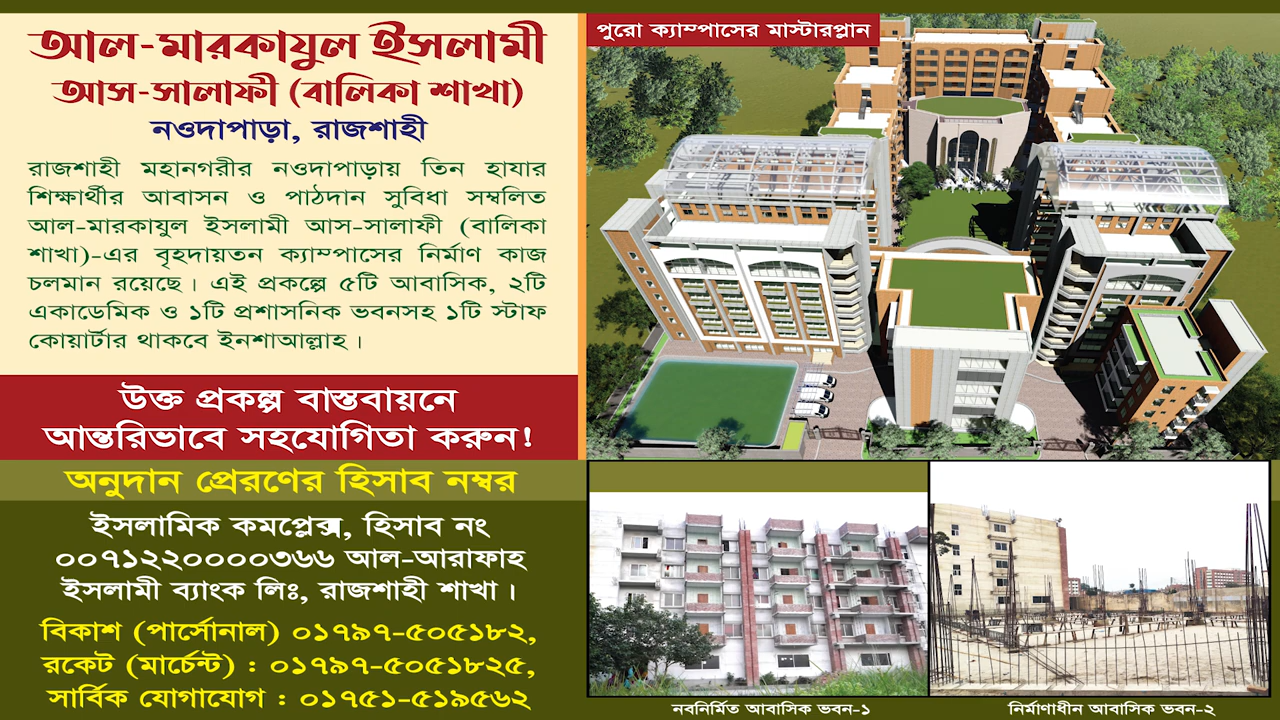 আল-মারকাযুল ইসলামী
আস-সালাফী (বালিকা শাখা)
নওদাপাড়া, রাজশাহী
রাজশাহী মহানগরীর নওদাপাড়ায় তিন হাযার
শিক্ষার্থীর আবাসন ও পাঠদান সুবিধা সম্বলিত
আল-মারকাযুল ইসলামী আস-সালাফী (বালিকা
শাখা)-এর বৃহদায়তন ক্যাম্পাসের নির্মাণ কাজ
চলমান রয়েছে। এই প্রকল্পে ৫টি আবাসিক, ২টি
একাডেমিক ও ১টি প্রশাসনিক ভবনসহ ১টি স্টাফ
কোয়ার্টার থাকবে ইনশাআল্লাহ।
উক্ত প্রকল্প বাস্তবায়নে
আন্তরিভাবে সহযোগিতা করুন!
অনুদান প্রেরণের হিসাব নম্বর
ইসলামিক কমপ্লেক্স, হিসাব নং
০০৭১২২০০০০৩৬৬ আল-আরাফাহ
ইসলামী ব্যাংক লিঃ, রাজশাহী শাখা।
বিকাশ (পার্সোনাল) ০১৭৯৭-৫০৫১৮২,
রকেট (মার্চেন্ট) : ০১৭৯৭-৫০৫১৮২৫,
সার্বিক যোগাযোগ : ০১৭৫১-৫১৯৫৬২
পুরো ক্যাম্পাসের মাস্টারপ্ল্যান
নবনির্মিত আবাসিক ভবন-১
নির্মাণাধীন আবাসিক ভবন-২